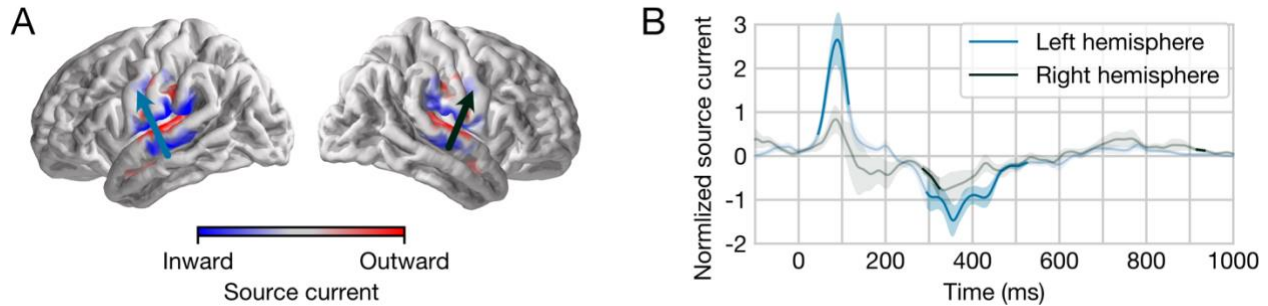 A
Inward
Outward
Source current
B
Normlized source current
3
2
1
0
-1
-2
Left hemisphere
Right hemisphere
0
200
400
600
800
1000
Time (ms)